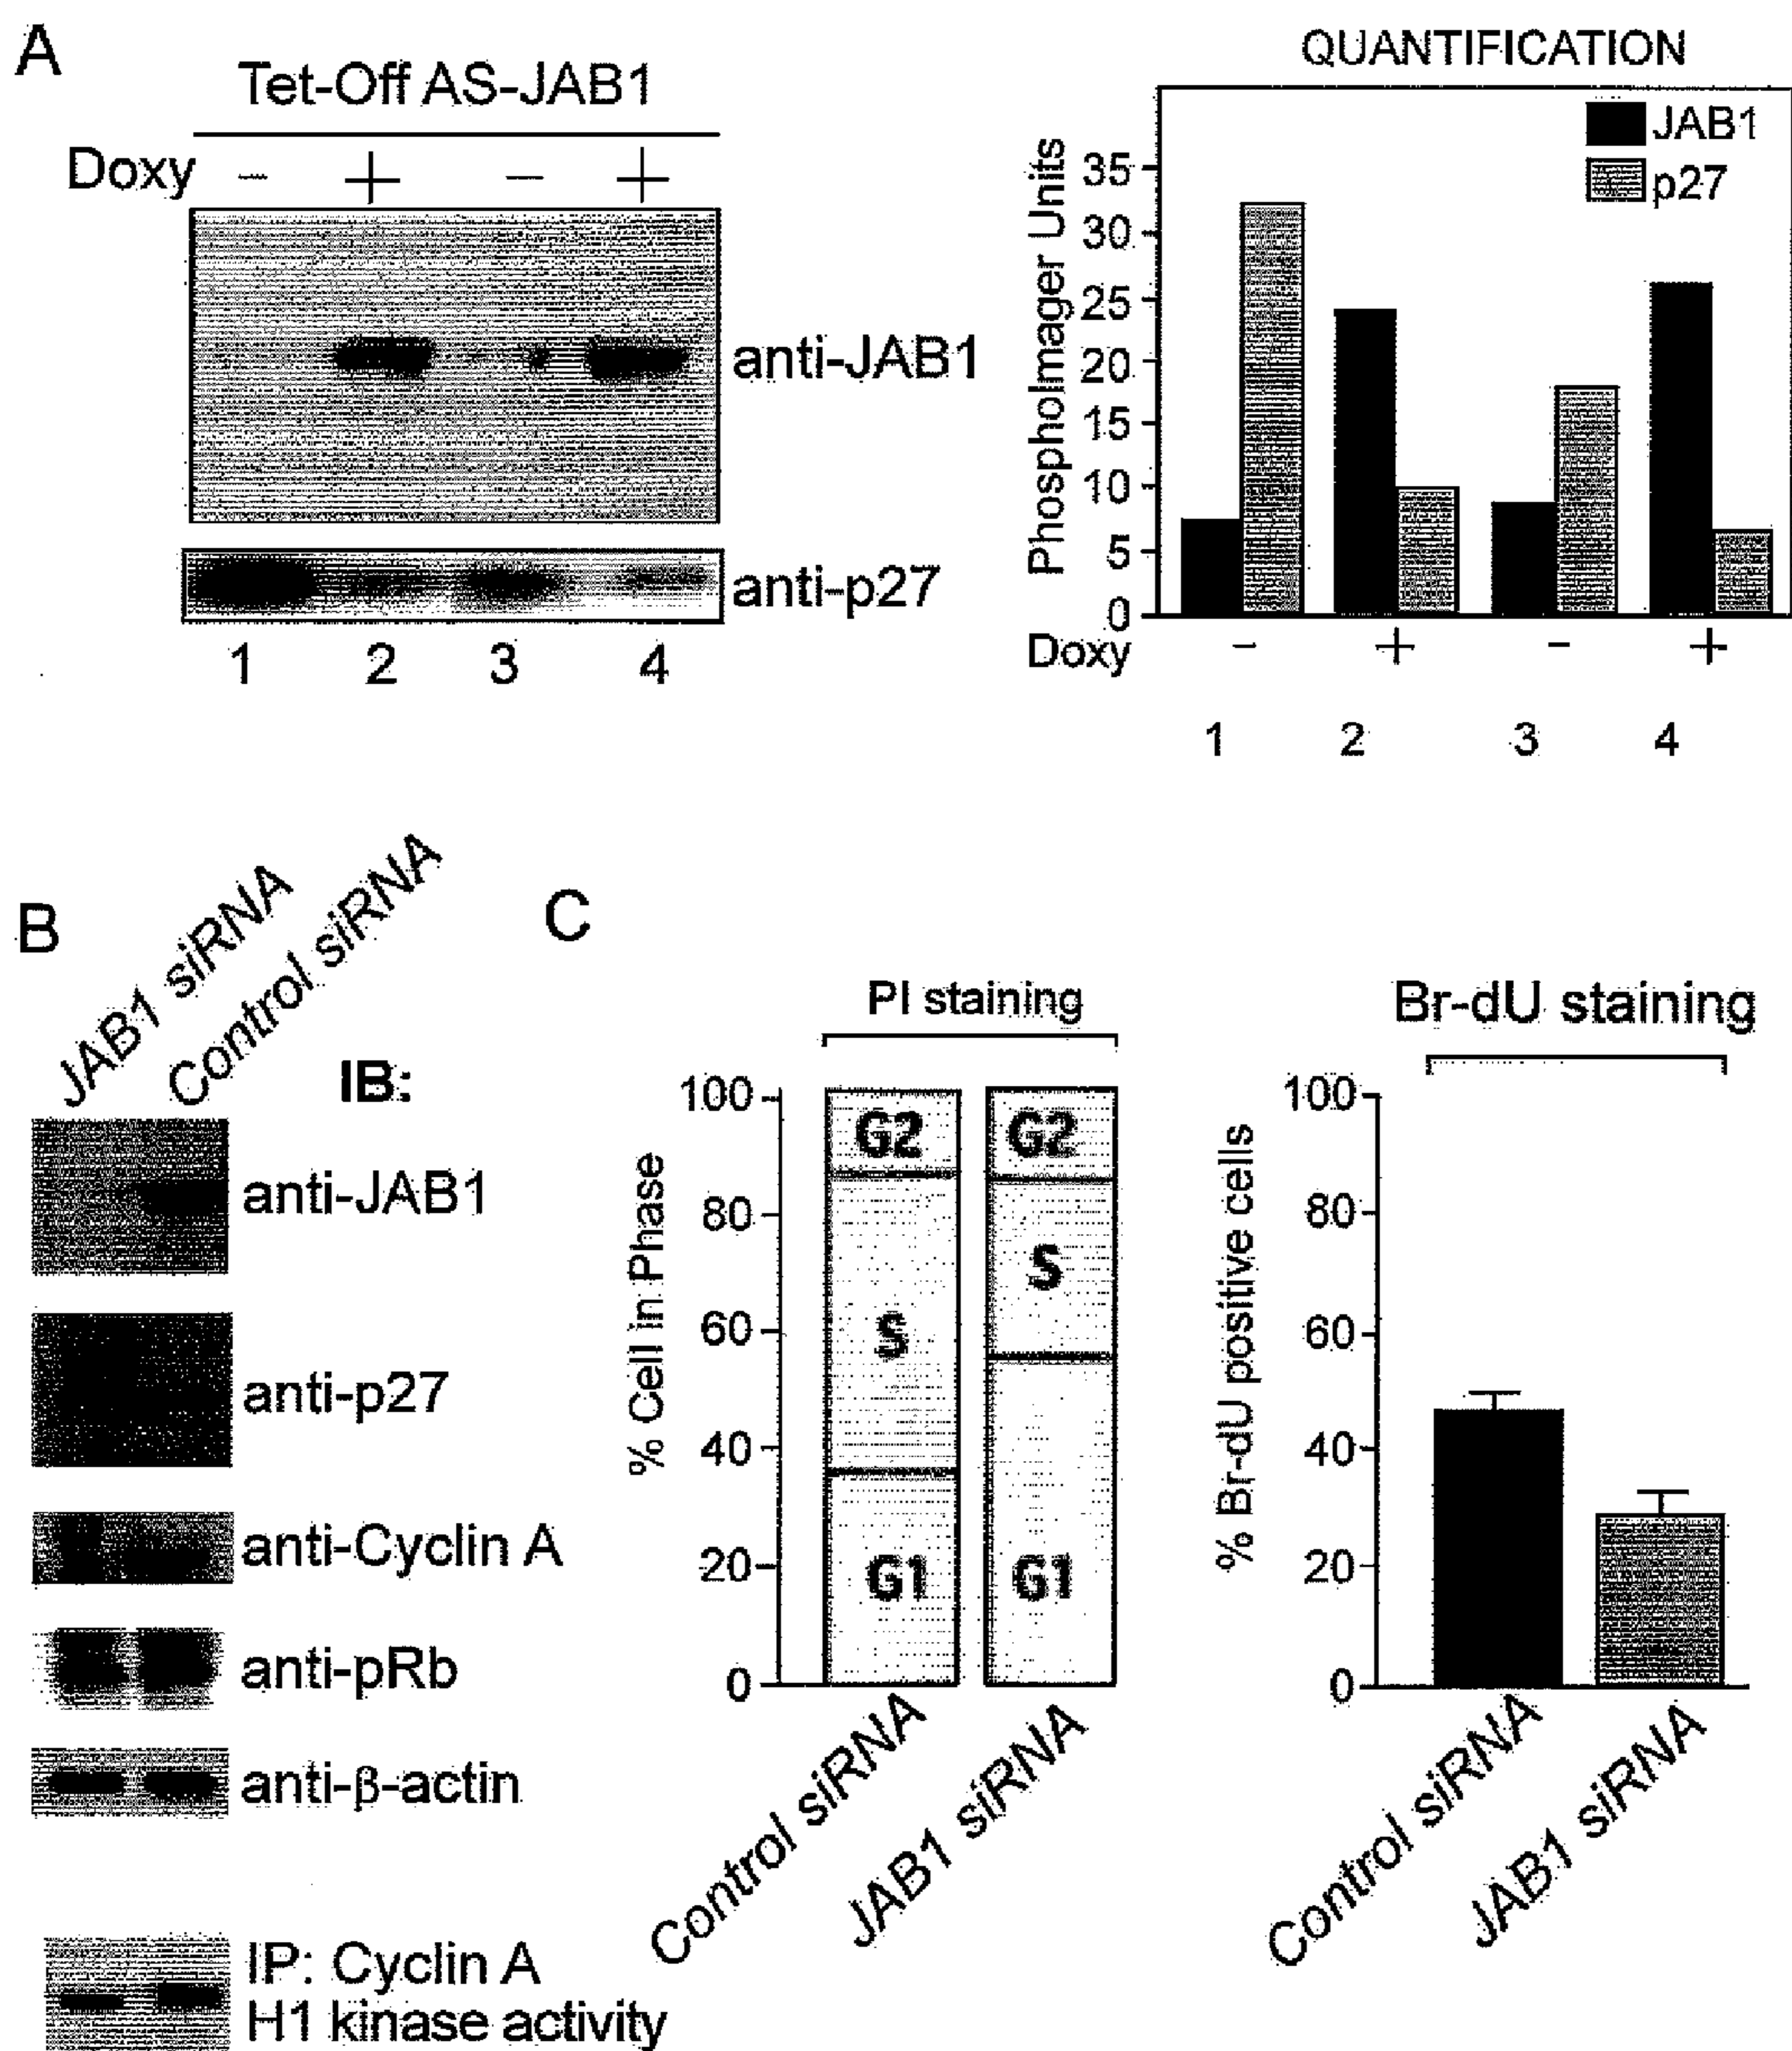 A
Tet-Off AS-JAB1
Doxy − + − +
anti-JAB1
anti-p27
1 2 3 4
QUANTIFICATION
JAB1
p27
PhosphoImager Units
35
30
25
20
15
10
5
0
Doxy − + − +
1 2 3 4
B
JAB1 siRNA
Control siRNA
IB:
anti-JAB1
anti-p27
anti-Cyclin A
anti-pRb
anti-β-actin
IP: Cyclin A
H1 kinase activity
C
PI staining
% Cell in Phase
100
80
60
40
20
0
G2
S
G1
G2
S
G1
Control siRNA
JAB1 siRNA
Br-dU staining
% Br-dU positive cells
100
80
60
40
20
0
Control siRNA
JAB1 siRNA